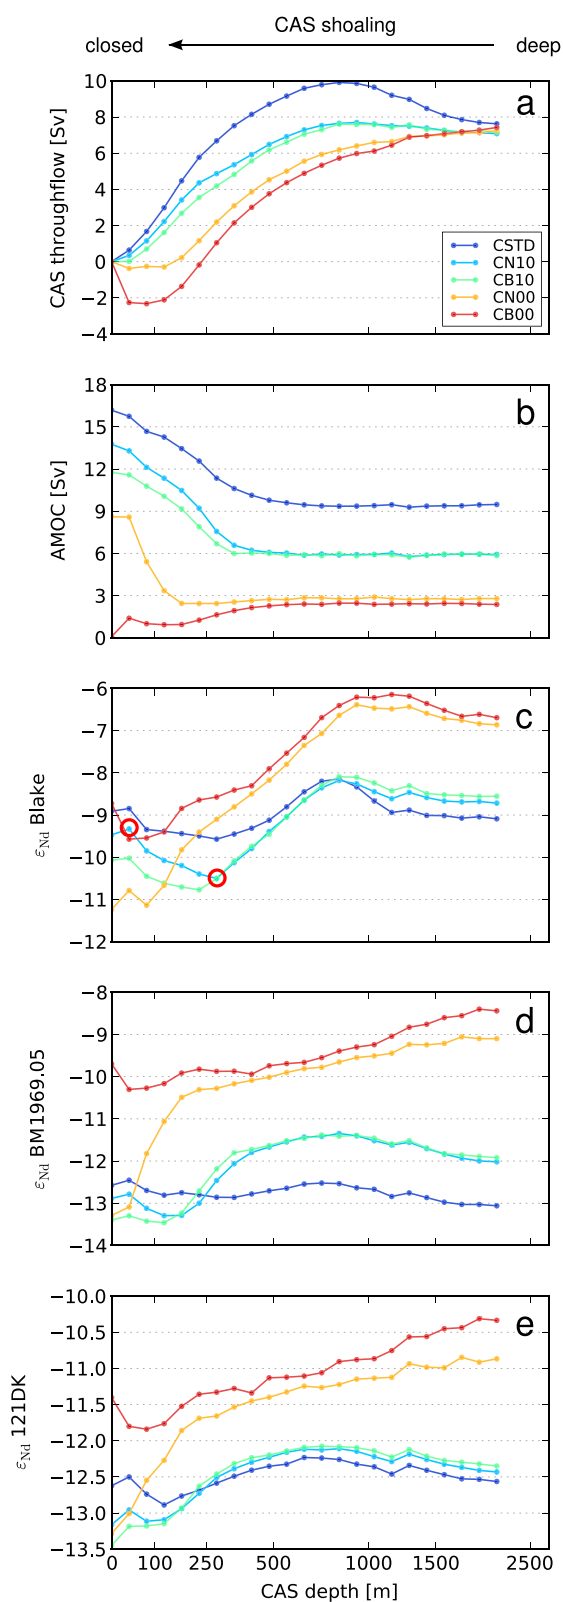 CAS shoaling
closed deep
a
CAS throughflow [Sv]
10
8
6
4
2
0
−2
−4
CSTD
CN10
CB10
CN00
CB00
b
AMOC [Sv]
18
15
12
9
6
3
0
c
εNd Blake
−6
−7
−8
−9
−10
−11
−12
d
εNd BM1969.05
−8
−9
−10
−11
−12
−13
−14
e
εNd 121DK
−10.0
−10.5
−11.0
−11.5
−12.0
−12.5
−13.0
−13.5
0 100 250 500 1000 1500 2500
CAS depth [m]